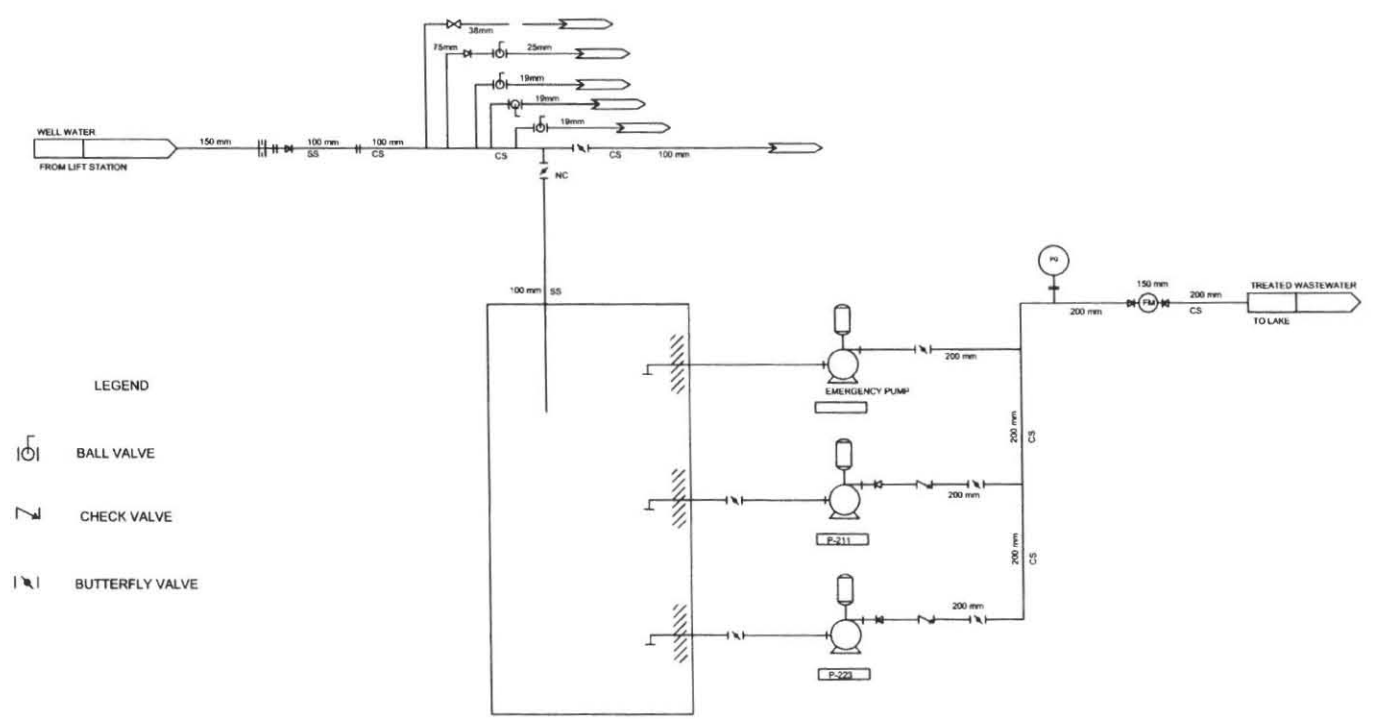 38mm
75mm
25mm
19mm
19mm
19mm
WELL WATER
FROM LIFT STATION
150 mm
100 mm
SS
100 mm
CS
CS
CS
100 mm
NC
100 mm
SS
PG
150 mm
FM
200 mm
200 mm
CS
TREATED WASTEWATER
TO LAKE
200 mm
EMERGENCY PUMP
200 mm
CS
LEGEND
BALL VALVE
CHECK VALVE
BUTTERFLY VALVE
200 mm
P-211
200 mm
CS
200 mm
P-223